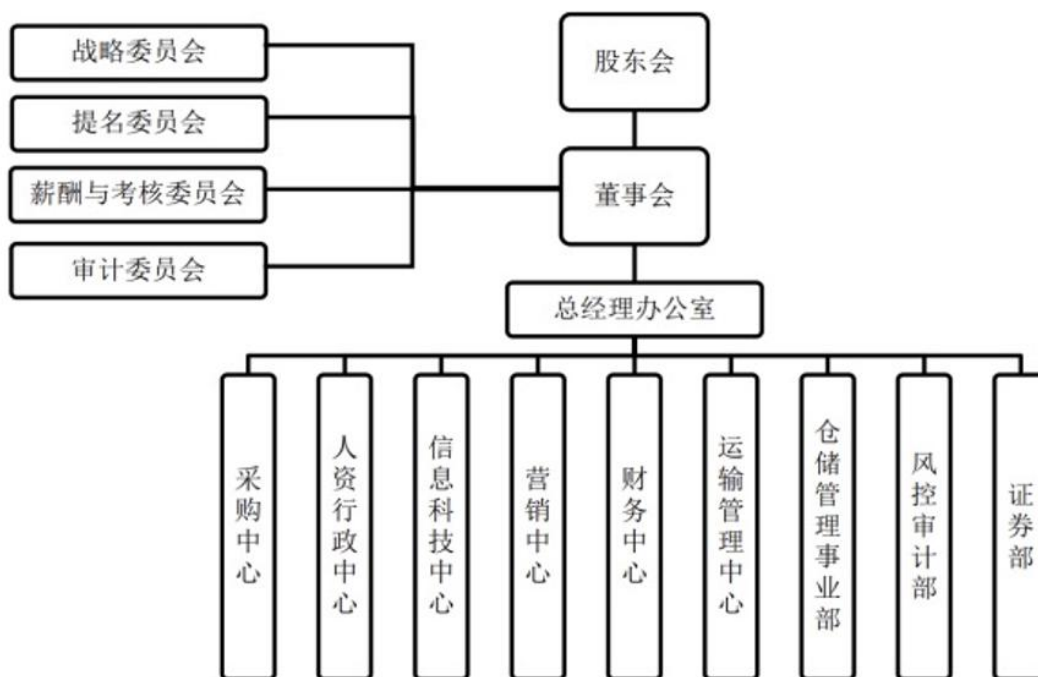 战略委员会
提名委员会
薪酬与考核委员会
审计委员会
股东会
董事会
总经理办公室
采购中心
人资行政中心
信息科技中心
营销中心
财务中心
运输管理中心
仓储管理事业部
风控审计部
证券部